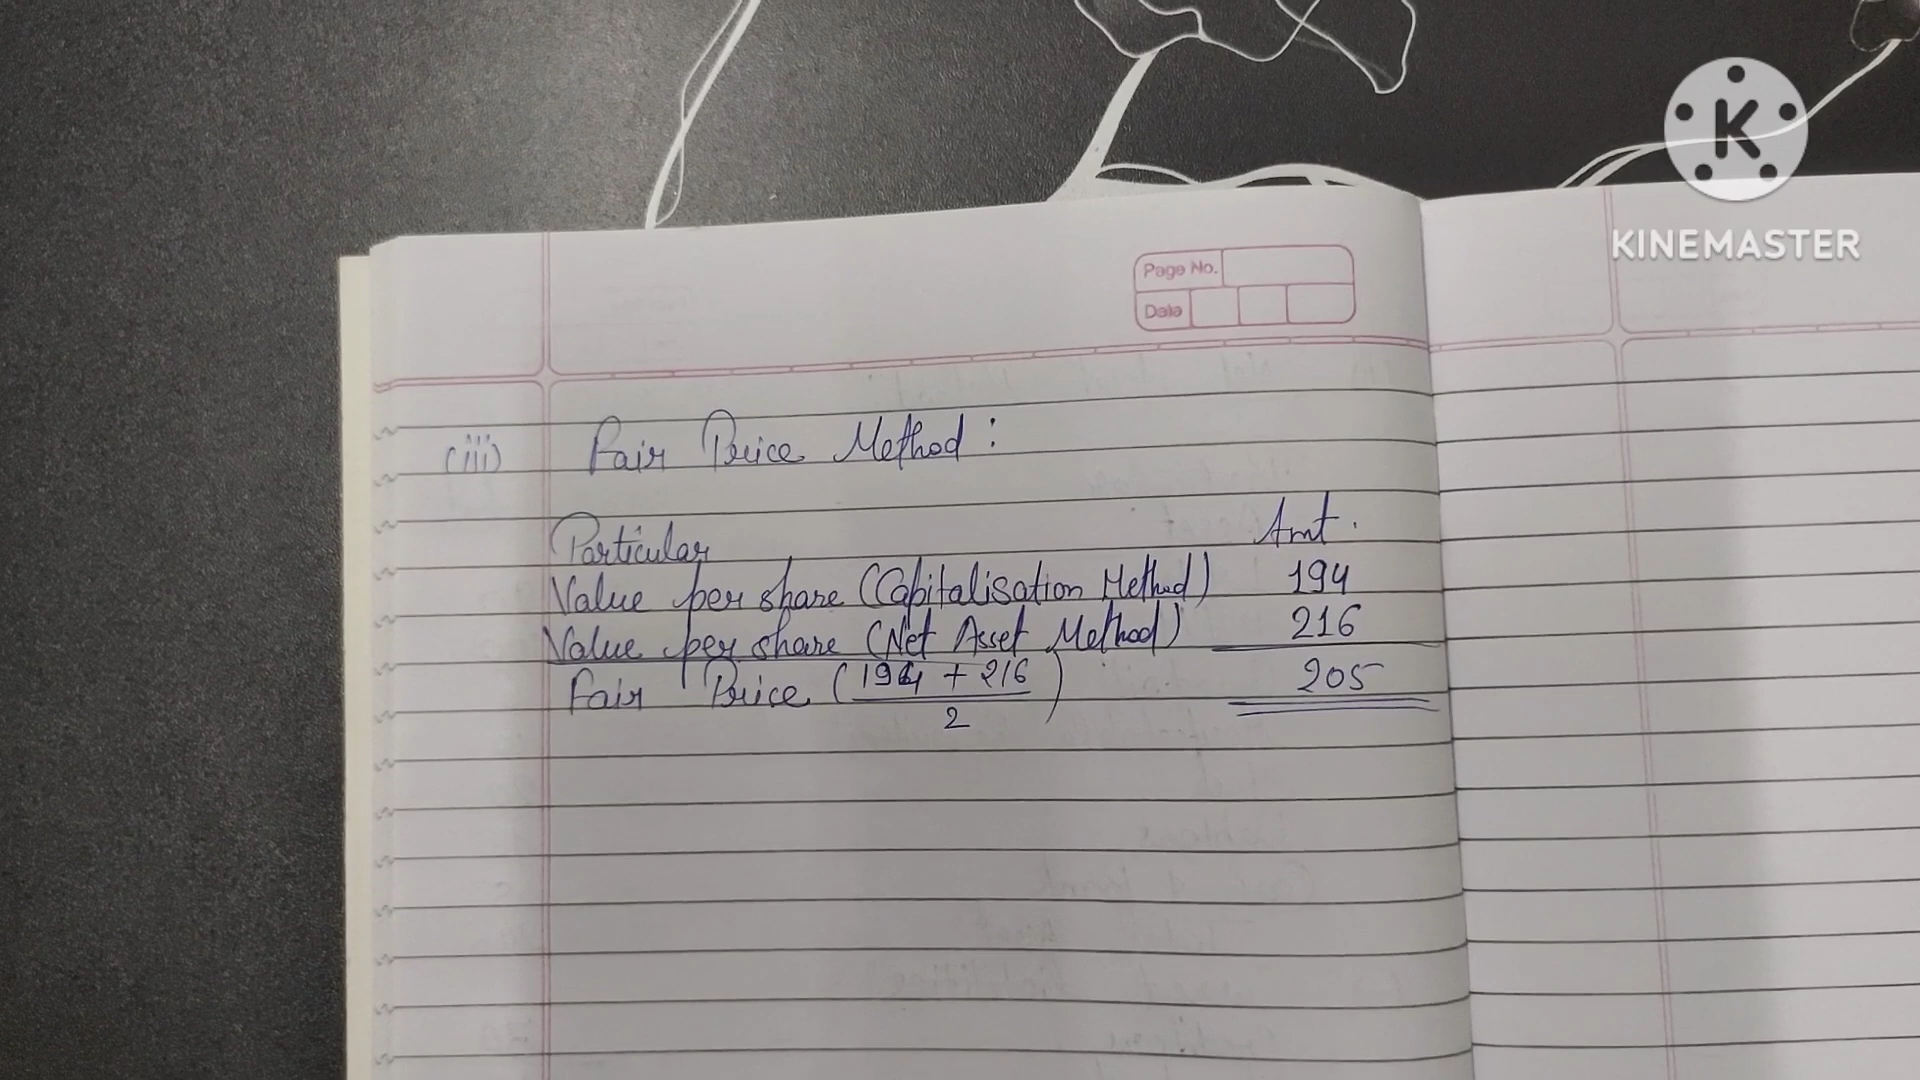 K
KINEMASTER
Page No.
Date
(iii) Fair Price Method :
Particular Amt.
Value per share (Capitalisation Method) 194
Value per share (Net Asset Method) 216
Fair Price (194 + 216 / 2) 205